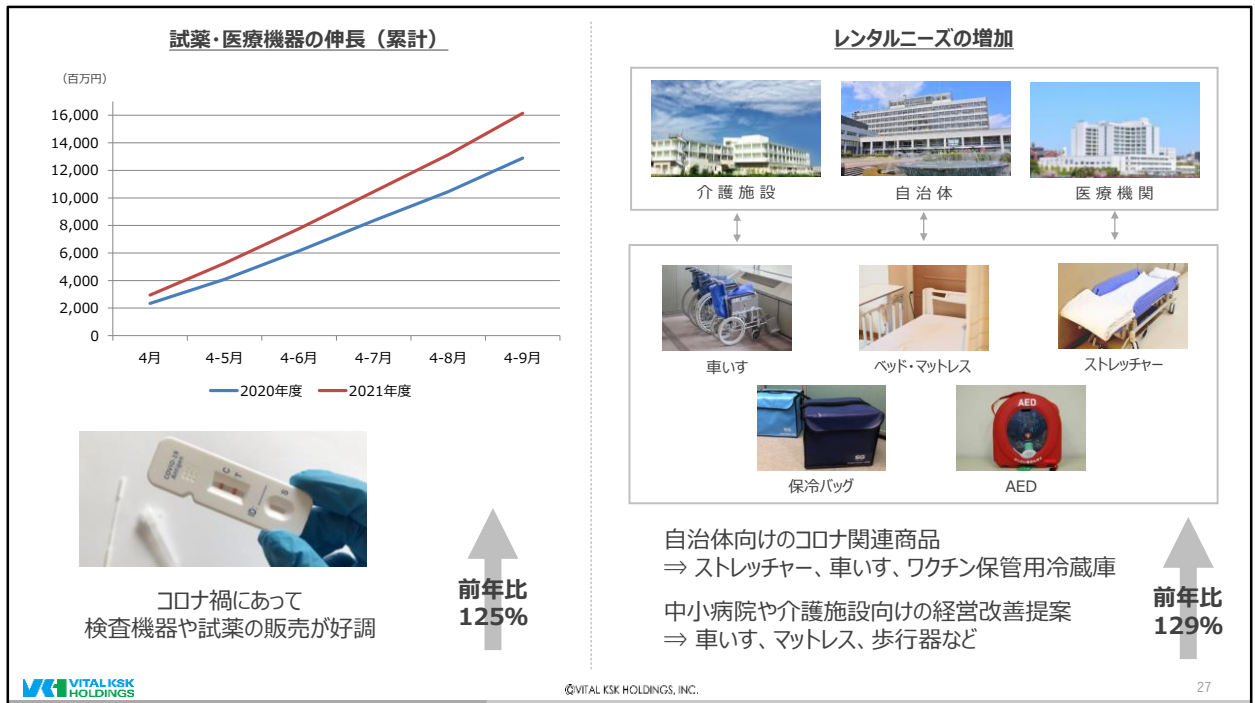 試薬・医療機器の伸長（累計）
（百万円）
16,000
14,000
12,000
10,000
8,000
6,000
4,000
2,000
0
4月
4-5月
4-6月
4-7月
4-8月
4-9月
2020年度
2021年度
COVID-19
Antigen
C
T
S
ID:
コロナ禍にあって
検査機器や試薬の販売が好調
前年比
125%
レンタルニーズの増加
介護施設
自治体
医療機関
車いす
ベッド・マットレス
ストレッチャー
SG
AED
保冷バッグ
AED
自治体向けのコロナ関連商品
⇒ ストレッチャー、車いす、ワクチン保管用冷蔵庫
中小病院や介護施設向けの経営改善提案
⇒ 車いす、マットレス、歩行器など
前年比
129%
VITAL KSK
HOLDINGS
©VITAL KSK HOLDINGS, INC.
27